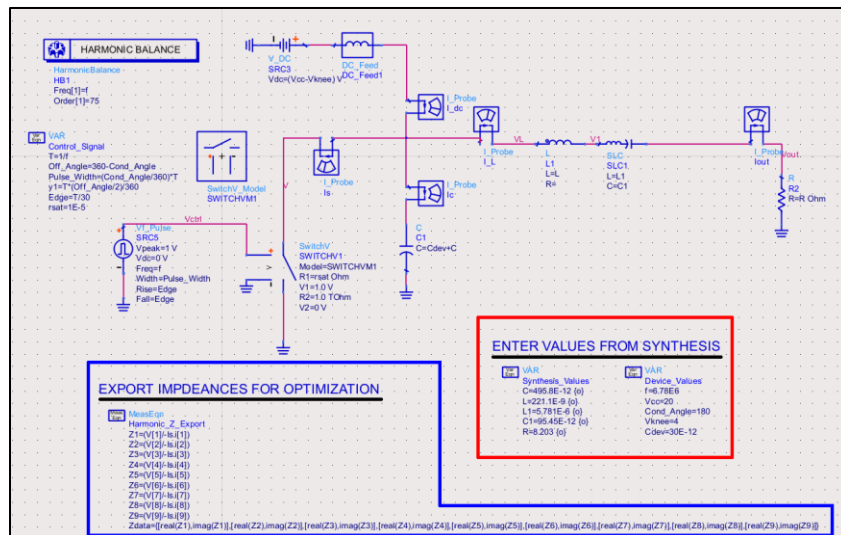 HARMONIC BALANCE
HarmonicBalance
HB1
Freq[1]=f
Order[1]=75
Var
Eqn
VAR
Control_Signal
T=1/f
Off_Angle=360-Cond_Angle
Pulse_Width=(Cond_Angle/360)*T
y1=T*(Off_Angle/2)/360
Edge=T/30
rsat=1E-5
SwitchV_Model
SWITCHVM1
V_DC
SRC3
Vdc=(Vcc-Vknee) V
DC_Feed
DC_Feed1
I_Probe
I_dc
I_Probe
Is
I_Probe
I_L
I_Probe
Ic
VL
L
L1
L=L
R=
V1
SLC
SLC1
L=L1
C=C1
I_Probe
Iout
Vout
R
R2
R=R Ohm
V
Vctrl
Vf_Pulse
SRC5
Vpeak=1 V
Vdc=0 V
Freq=f
Width=Pulse_Width
Rise=Edge
Fall=Edge
V
SwitchV
SWITCHV1
Model=SWITCHVM1
R1=rsat Ohm
V1=1.0 V
R2=1.0 TOhm
V2=0 V
C
C1
C=Cdev+C
ENTER VALUES FROM SYNTHESIS
Var
Eqn
VAR
Synthesis_Values
C=495.8E-12 {o}
L=221.1E-9 {o}
L1=5.781E-6 {o}
C1=95.45E-12 {o}
R=8.203 {o}
Var
Eqn
VAR
Device_Values
f=6.78E6
Vcc=20
Cond_Angle=180
Vknee=4
Cdev=30E-12
EXPORT IMPDEANCES FOR OPTIMIZATION
Meas
Eqn
MeasEqn
Harmonic_Z_Export
Z1=(V[1]/-Is.i[1])
Z2=(V[2]/-Is.i[2])
Z3=(V[3]/-Is.i[3])
Z4=(V[4]/-Is.i[4])
Z5=(V[5]/-Is.i[5])
Z6=(V[6]/-Is.i[6])
Z7=(V[7]/-Is.i[7])
Z8=(V[8]/-Is.i[8])
Z9=(V[9]/-Is.i[9])
Zdata={[real(Z1),imag(Z1)],[real(Z2),imag(Z2)],[real(Z3),imag(Z3)],[real(Z4),imag(Z4)],[real(Z5),imag(Z5)],[real(Z6),imag(Z6)],[real(Z7),imag(Z7)],[real(Z8),imag(Z8)],[real(Z9),imag(Z9)]}